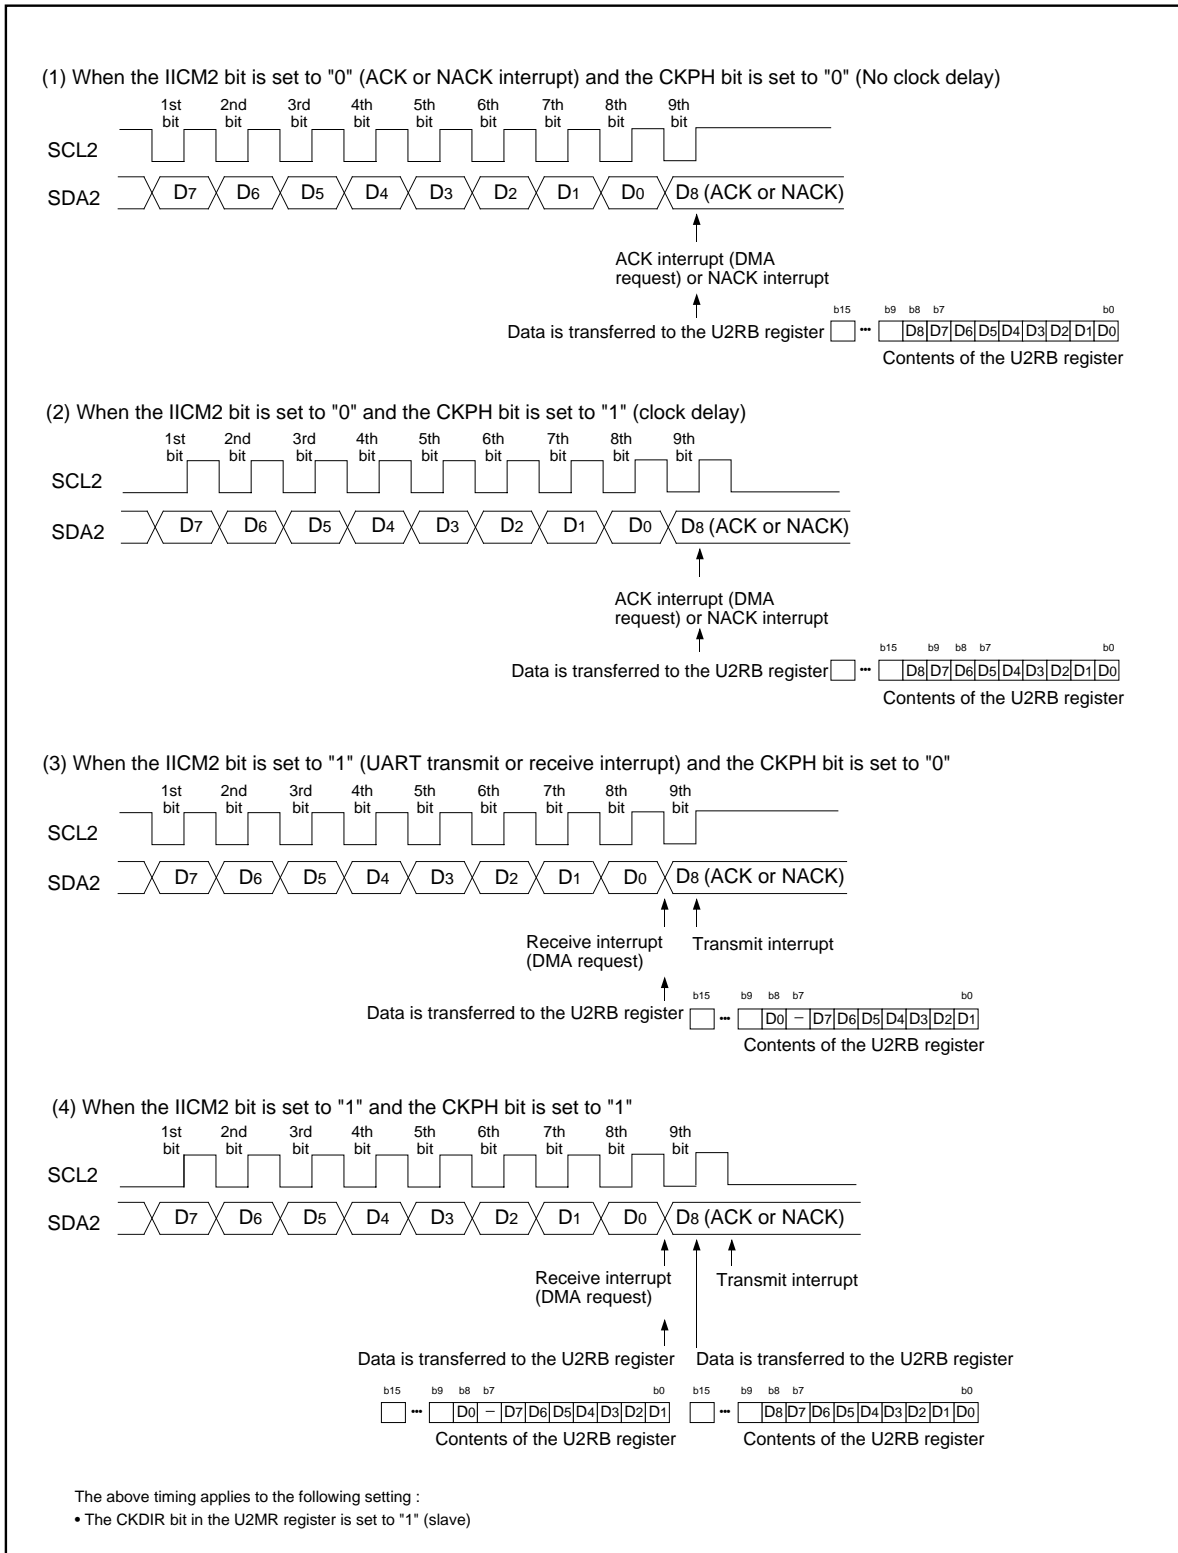 (1) When the IICM2 bit is set to "0" (ACK or NACK interrupt) and the CKPH bit is set to "0" (No clock delay)
1st bit 2nd bit 3rd bit 4th bit 5th bit 6th bit 7th bit 8th bit 9th bit
SCL2
SDA2 D7 D6 D5 D4 D3 D2 D1 D0 D8 (ACK or NACK)
ACK interrupt (DMA
request) or NACK interrupt
b15 b9 b8 b7 b0
Data is transferred to the U2RB register ••• D8 D7 D6 D5 D4 D3 D2 D1 D0
Contents of the U2RB register
(2) When the IICM2 bit is set to "0" and the CKPH bit is set to "1" (clock delay)
1st bit 2nd bit 3rd bit 4th bit 5th bit 6th bit 7th bit 8th bit 9th bit
SCL2
SDA2 D7 D6 D5 D4 D3 D2 D1 D0 D8 (ACK or NACK)
ACK interrupt (DMA
request) or NACK interrupt
b15 b9 b8 b7 b0
Data is transferred to the U2RB register ••• D8 D7 D6 D5 D4 D3 D2 D1 D0
Contents of the U2RB register
(3) When the IICM2 bit is set to "1" (UART transmit or receive interrupt) and the CKPH bit is set to "0"
1st bit 2nd bit 3rd bit 4th bit 5th bit 6th bit 7th bit 8th bit 9th bit
SCL2
SDA2 D7 D6 D5 D4 D3 D2 D1 D0 D8 (ACK or NACK)
Receive interrupt Transmit interrupt
(DMA request)
b15 b9 b8 b7 b0
Data is transferred to the U2RB register ••• D0 – D7 D6 D5 D4 D3 D2 D1
Contents of the U2RB register
(4) When the IICM2 bit is set to "1" and the CKPH bit is set to "1"
1st bit 2nd bit 3rd bit 4th bit 5th bit 6th bit 7th bit 8th bit 9th bit
SCL2
SDA2 D7 D6 D5 D4 D3 D2 D1 D0 D8 (ACK or NACK)
Receive interrupt Transmit interrupt
(DMA request)
Data is transferred to the U2RB register Data is transferred to the U2RB register
b15 b9 b8 b7 b0 b15 b9 b8 b7 b0
••• D0 – D7 D6 D5 D4 D3 D2 D1 ••• D8 D7 D6 D5 D4 D3 D2 D1 D0
Contents of the U2RB register Contents of the U2RB register
The above timing applies to the following setting :
• The CKDIR bit in the U2MR register is set to "1" (slave)